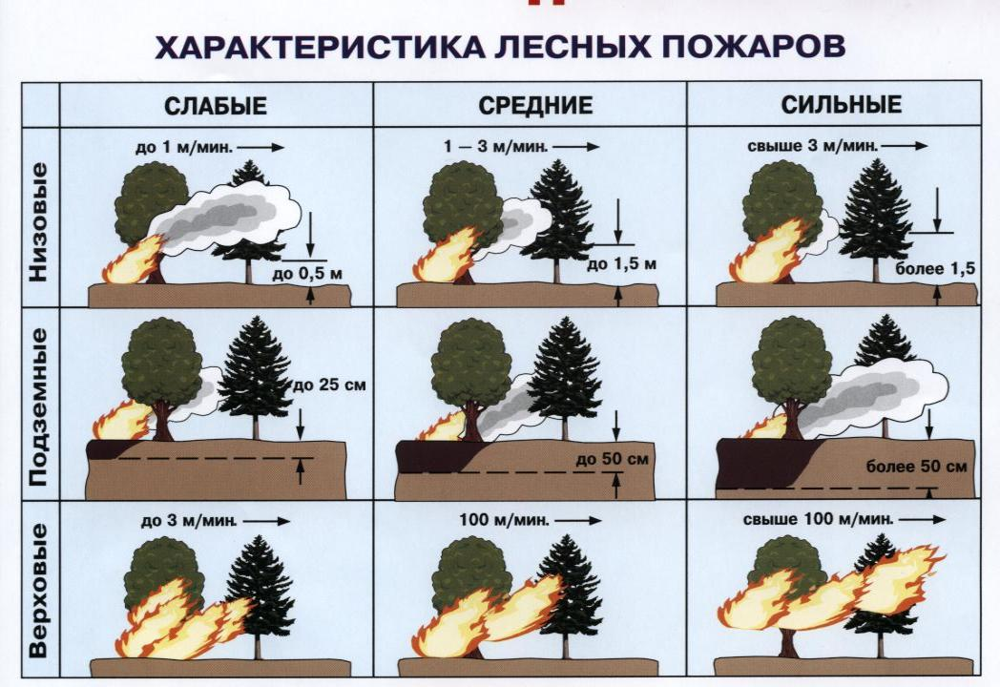 ХАРАКТЕРИСТИКА ЛЕСНЫХ ПОЖАРОВ
СЛАБЫЕ
СРЕДНИЕ
СИЛЬНЫЕ
Низовые
до 1 м/мин.
до 0,5 м
1 – 3 м/мин.
до 1,5 м
свыше 3 м/мин.
более 1,5
Подземные
до 25 см
до 50 см
более 50 см
Верховые
до 3 м/мин.
100 м/мин.
свыше 100 м/мин.